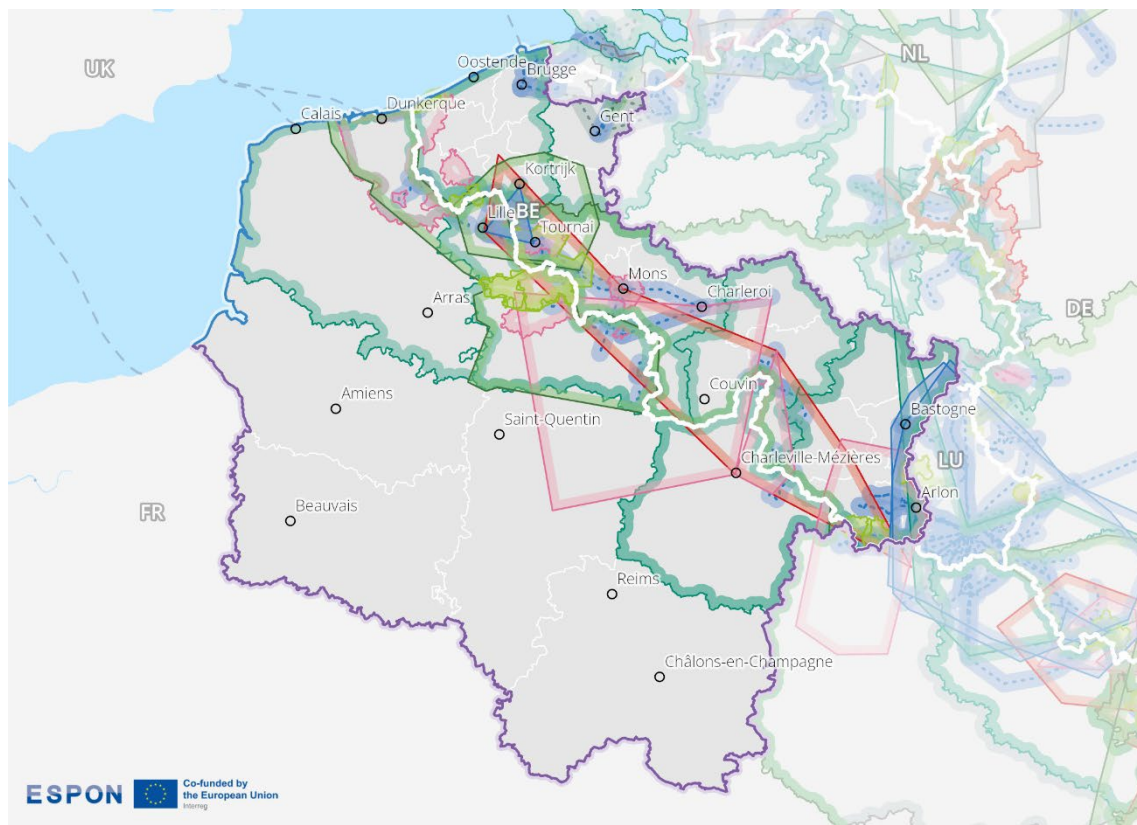 UK
NL
Oostende
Brugge
Dunkerque
Calais
Gent
Kortrijk
Lille
BE
Tournai
Mons
Charleroi
DE
Arras
Couvin
Amiens
Bastogne
Saint-Quentin
LU
Charleville-Mézières
Arlon
FR
Beauvais
Reims
Châlons-en-Champagne
ESPON
Co-funded by
the European Union
Interreg